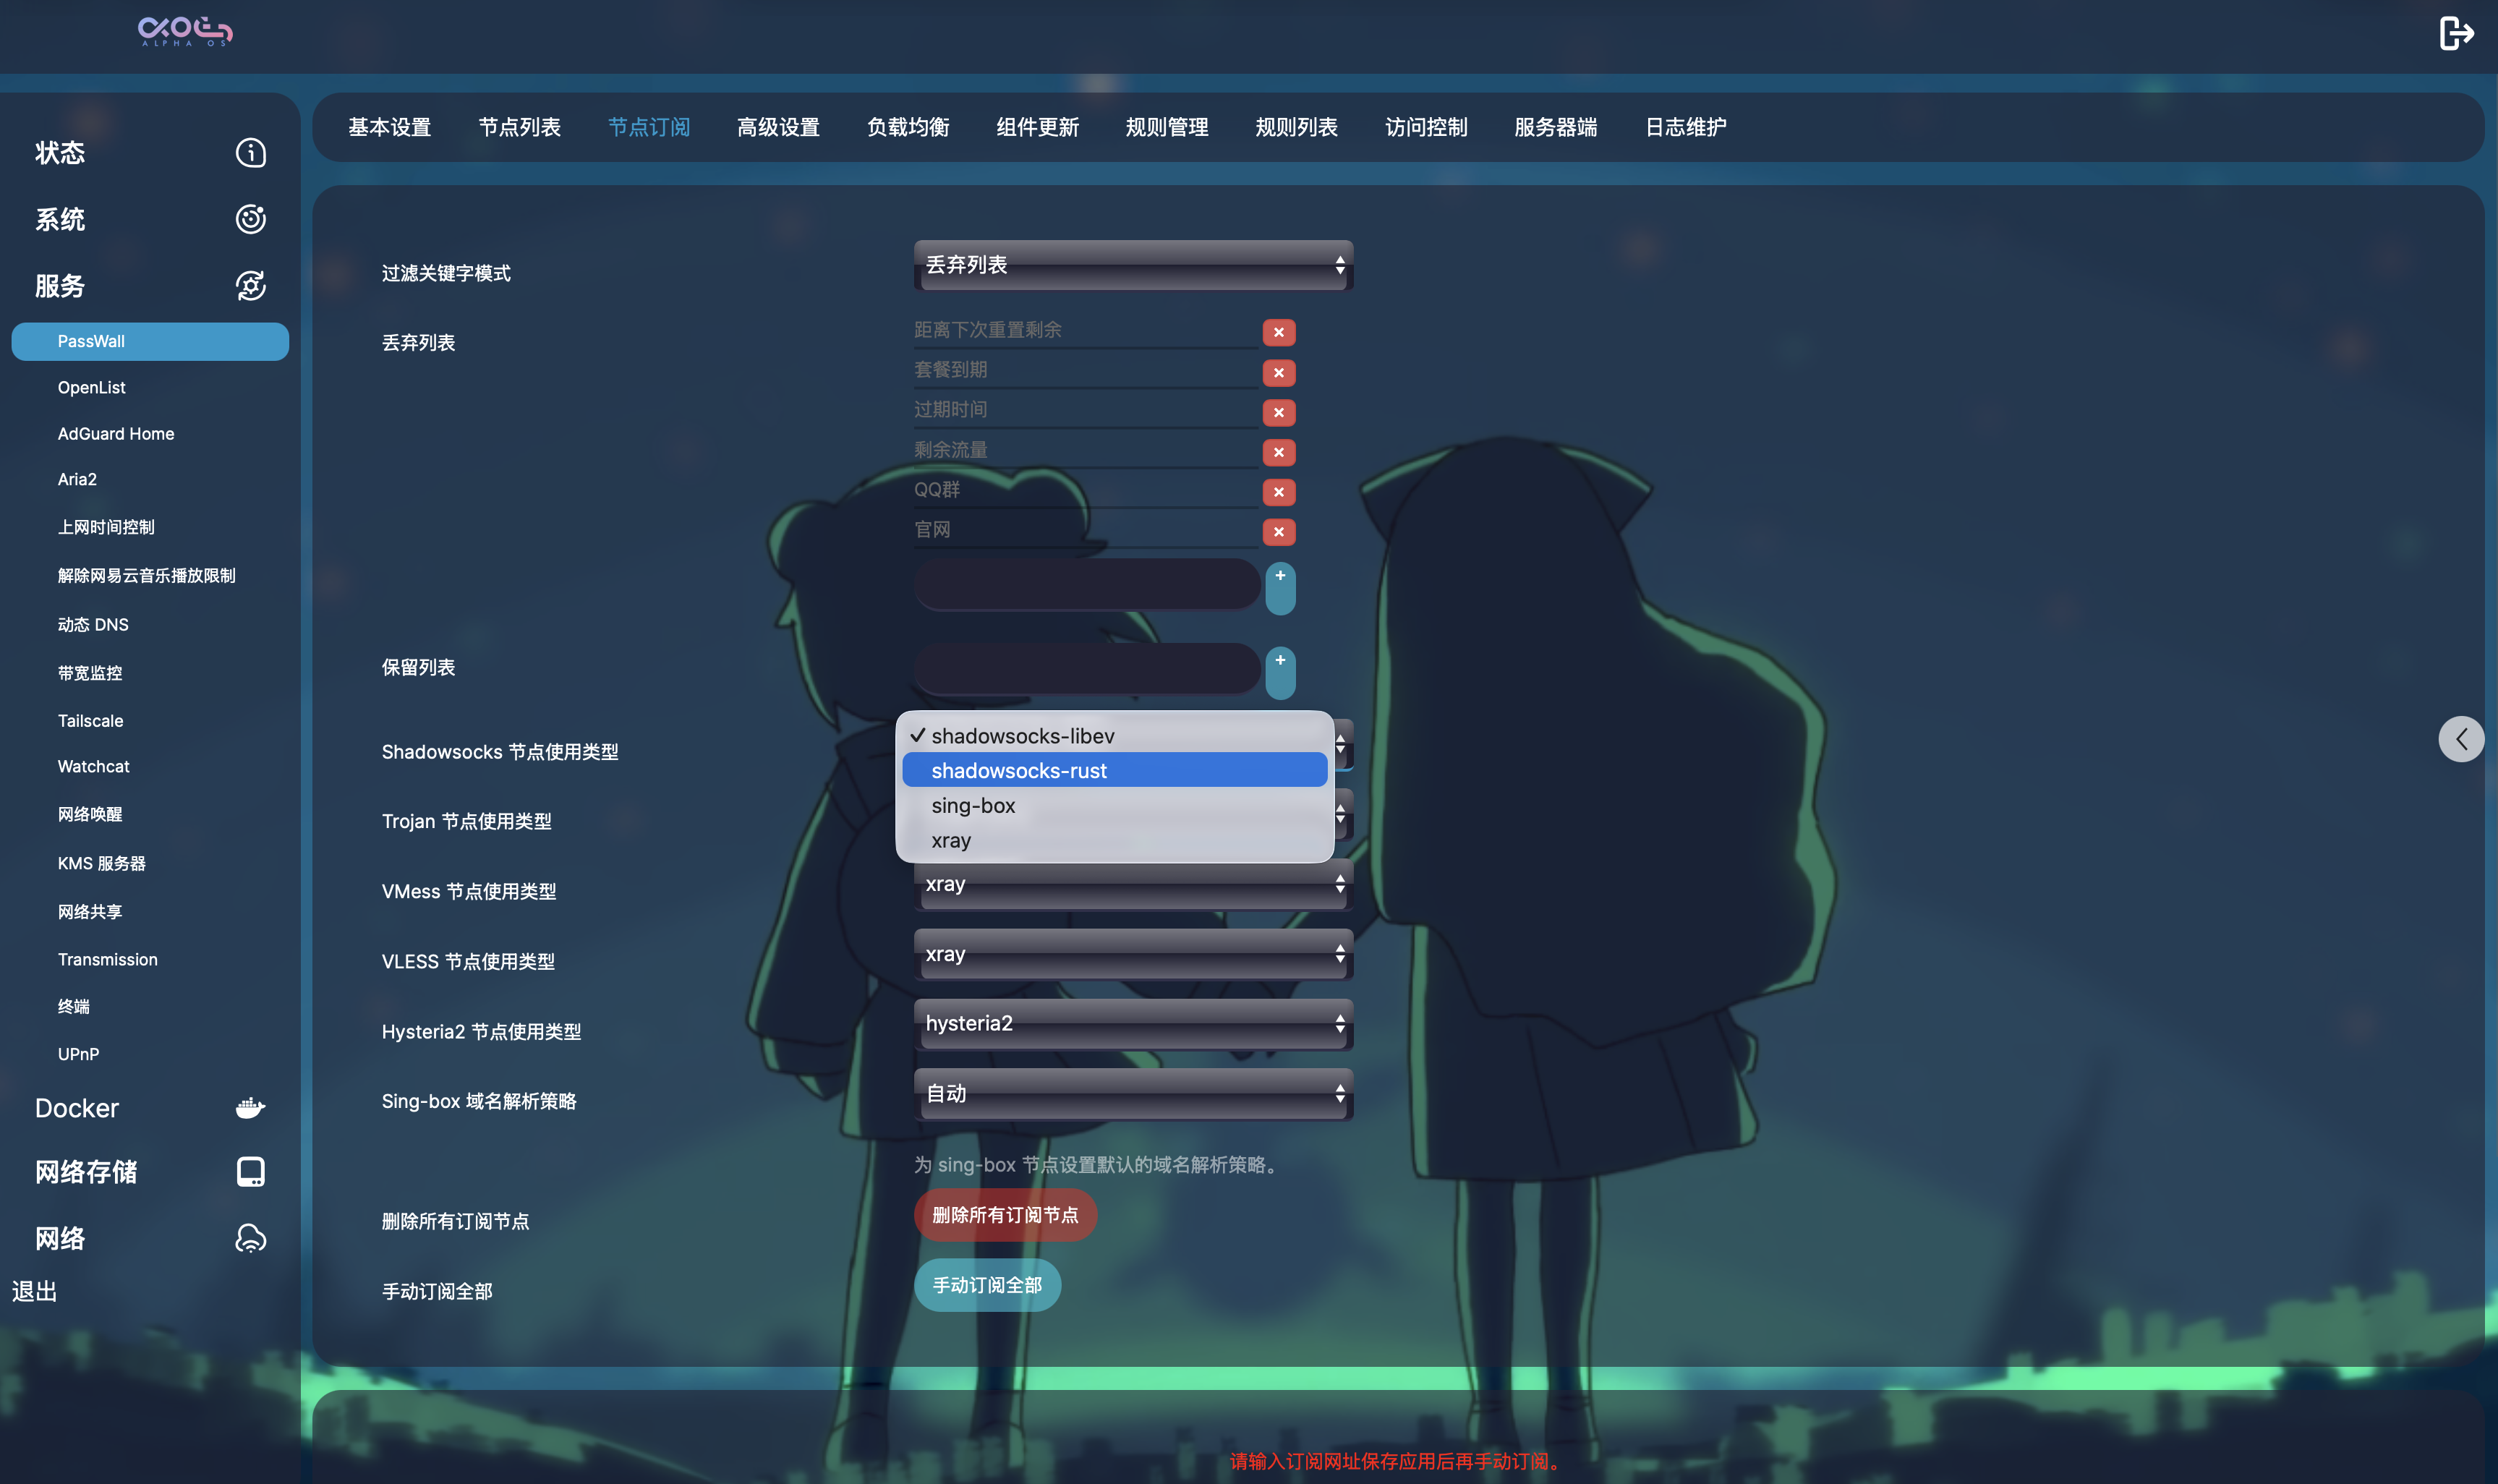 ALPHA OS
基本设置 节点列表 节点订阅 高级设置 负载均衡 组件更新 规则管理 规则列表 访问控制 服务器端 日志维护
状态
系统
服务
PassWall
OpenList
AdGuard Home
Aria2
上网时间控制
解除网易云音乐播放限制
动态 DNS
带宽监控
Tailscale
Watchcat
网络唤醒
KMS 服务器
网络共享
Transmission
终端
UPnP
Docker
网络存储
网络
退出
过滤关键字模式
丢弃列表
丢弃列表
距离下次重置剩余
套餐到期
过期时间
剩余流量
QQ群
官网
保留列表
Shadowsocks 节点使用类型
shadowsocks-libev
shadowsocks-rust
sing-box
xray
Trojan 节点使用类型
VMess 节点使用类型
xray
VLESS 节点使用类型
xray
Hysteria2 节点使用类型
hysteria2
Sing-box 域名解析策略
自动
为 sing-box 节点设置默认的域名解析策略。
删除所有订阅节点
删除所有订阅节点
手动订阅全部
手动订阅全部
请输入订阅网址保存应用后再手动订阅。